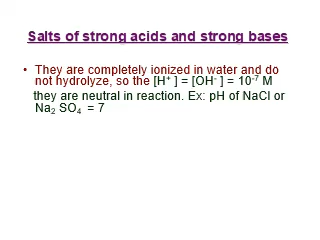 Salts of strong acids and strong bases
• They are completely ionized in water and do
not hydrolyze, so the [H⁺ ] = [OH⁻ ] = 10⁻⁷ M
they are neutral in reaction. Ex: pH of NaCl or
Na₂ SO₄ = 7